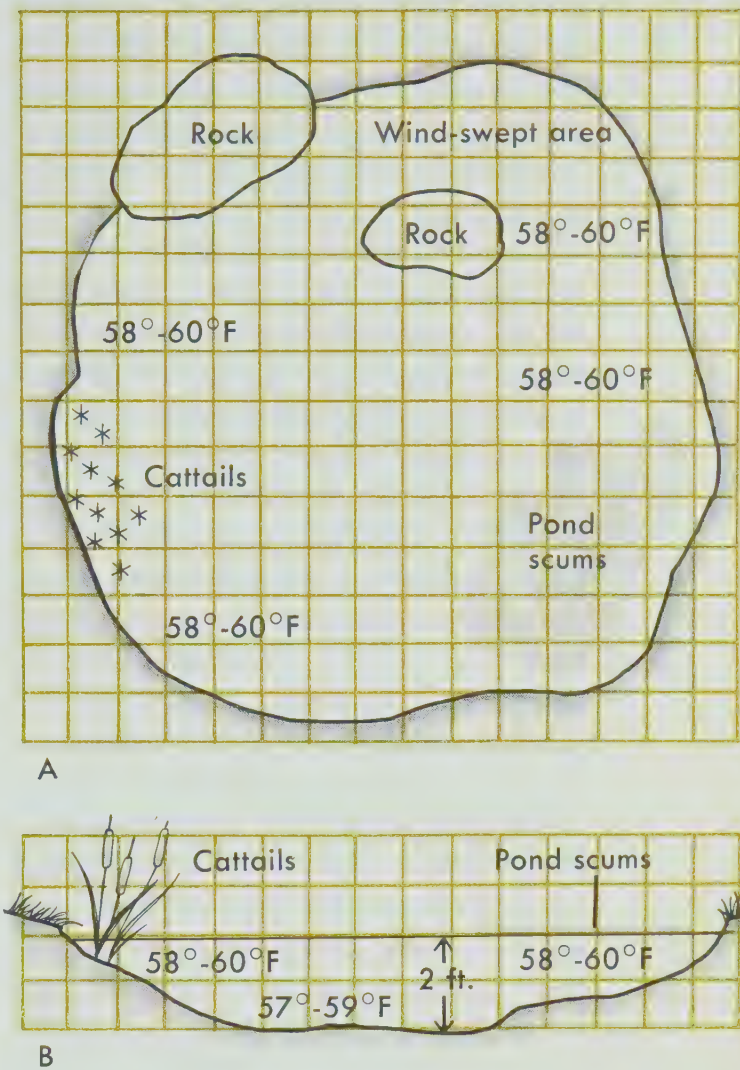 Rock
Wind-swept area
Rock
58°-60°F
58°-60°F
58°-60°F
Cattails
Pond
scums
58°-60°F
A
Cattails
Pond scums
58°-60°F
2 ft.
58°-60°F
57°-59°F
B